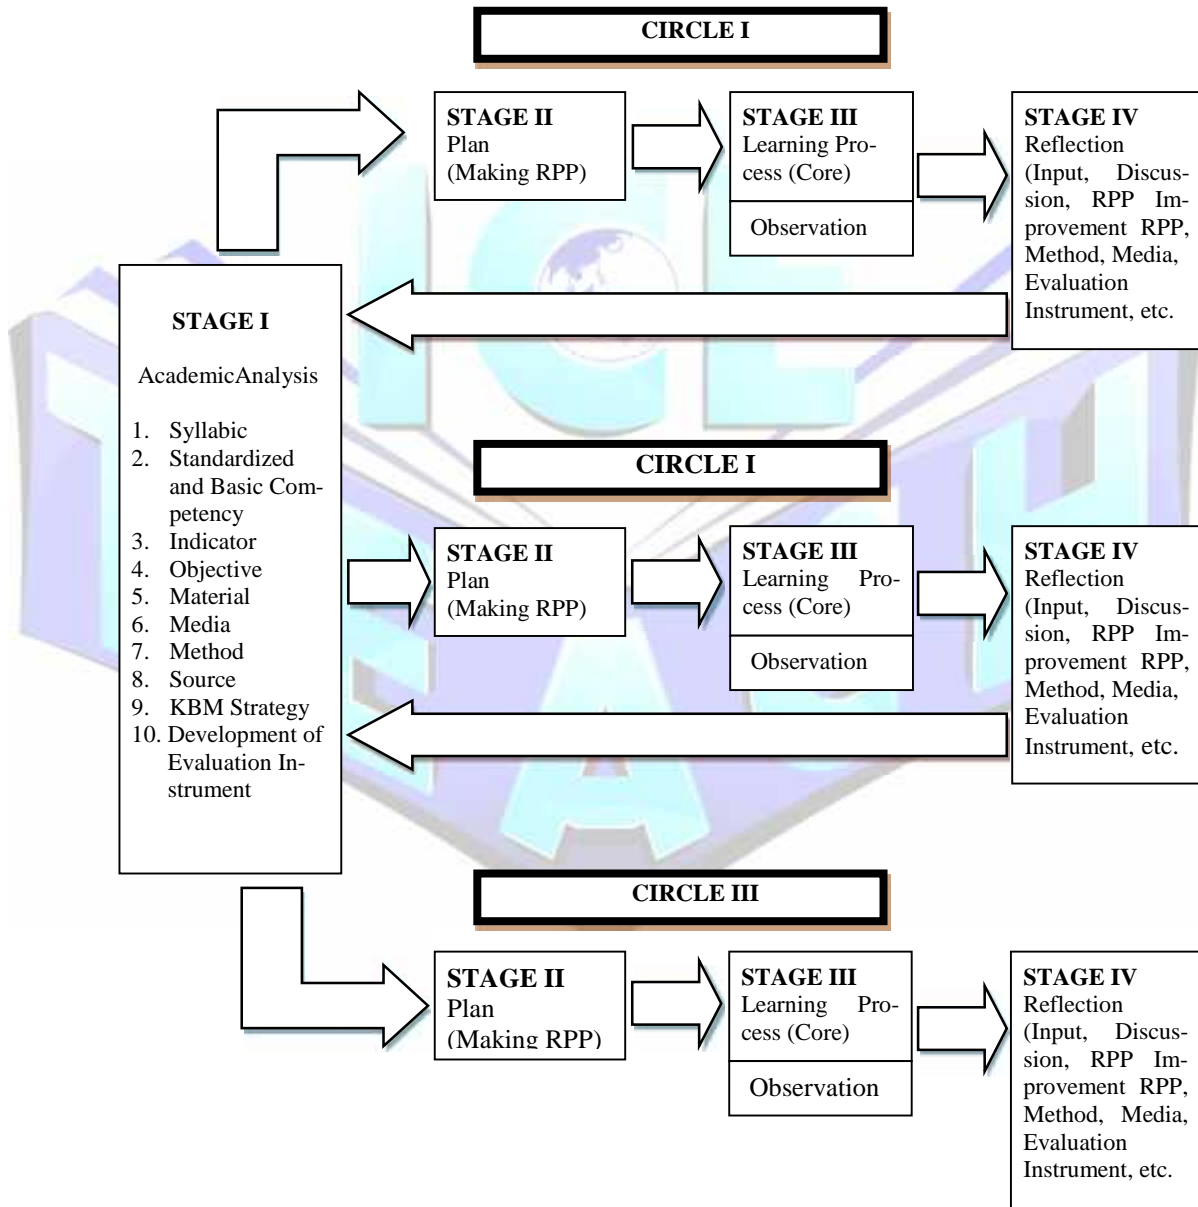 CIRCLE I
STAGE II
Plan
(Making RPP)
STAGE III
Learning Pro-
cess (Core)
Observation
STAGE IV
Reflection
(Input, Discus-
sion, RPP Im-
provement RPP,
Method, Media,
Evaluation
Instrument, etc.
STAGE I
AcademicAnalysis
1. Syllabic
2. Standardized
and Basic Com-
petency
3. Indicator
4. Objective
5. Material
6. Media
7. Method
8. Source
9. KBM Strategy
10. Development of
Evaluation In-
strument
CIRCLE I
STAGE II
Plan
(Making RPP)
STAGE III
Learning Pro-
cess (Core)
Observation
STAGE IV
Reflection
(Input, Discus-
sion, RPP Im-
provement RPP,
Method, Media,
Evaluation
Instrument, etc.
CIRCLE III
STAGE II
Plan
(Making RPP)
STAGE III
Learning Pro-
cess (Core)
Observation
STAGE IV
Reflection
(Input, Discus-
sion, RPP Im-
provement RPP,
Method, Media,
Evaluation
Instrument, etc.
ICE
TEACH